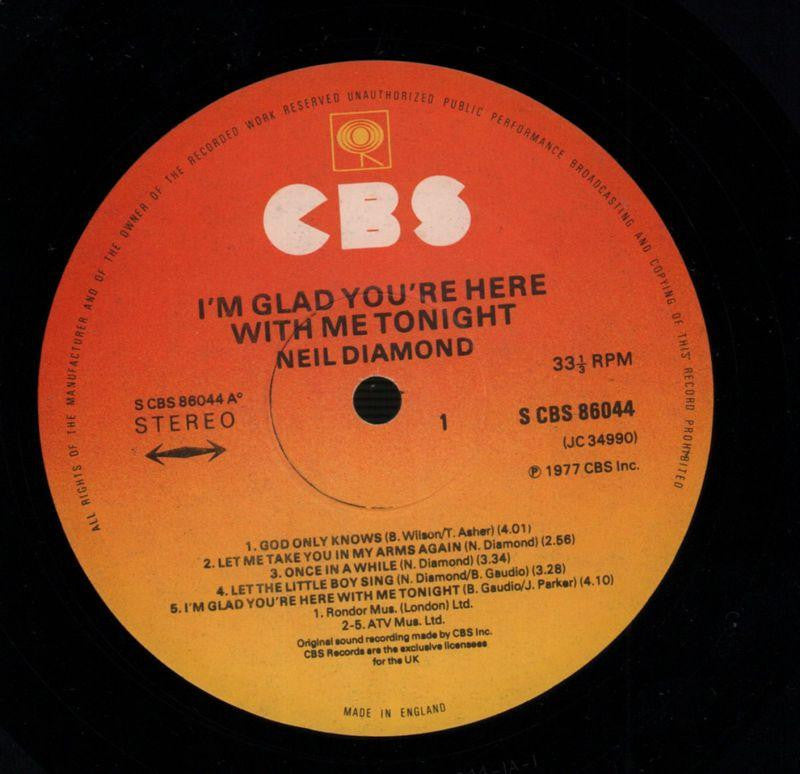 ALL RIGHTS OF THE MANUFACTURER AND OF THE OWNER OF THE RECORDED WORK RESERVED UNAUTHORIZED PUBLIC PERFORMANCE BROADCASTING AND COPYING OF THIS RECORD PROHIBITED
CBS
I'M GLAD YOU'RE HERE
WITH ME TONIGHT
NEIL DIAMOND
33⅓ RPM
S CBS 86044 A°
STEREO
1
S CBS 86044
(JC 34990)
℗ 1977 CBS Inc.
1. GOD ONLY KNOWS (B. Wilson/T. Asher) (4.01)
2. LET ME TAKE YOU IN MY ARMS AGAIN (N. Diamond) (2.56)
3. ONCE IN A WHILE (N. Diamond) (3.34)
4. LET THE LITTLE BOY SING (N. Diamond/B. Gaudio) (3.28)
5. I'M GLAD YOU'RE HERE WITH ME TONIGHT (B. Gaudio/J. Parker) (4.10)
1. Rondor Mus. (London) Ltd.
2-5. ATV Mus. Ltd.
Original sound recording made by CBS Inc.
CBS Records are the exclusive licensees
for the UK
MADE IN ENGLAND